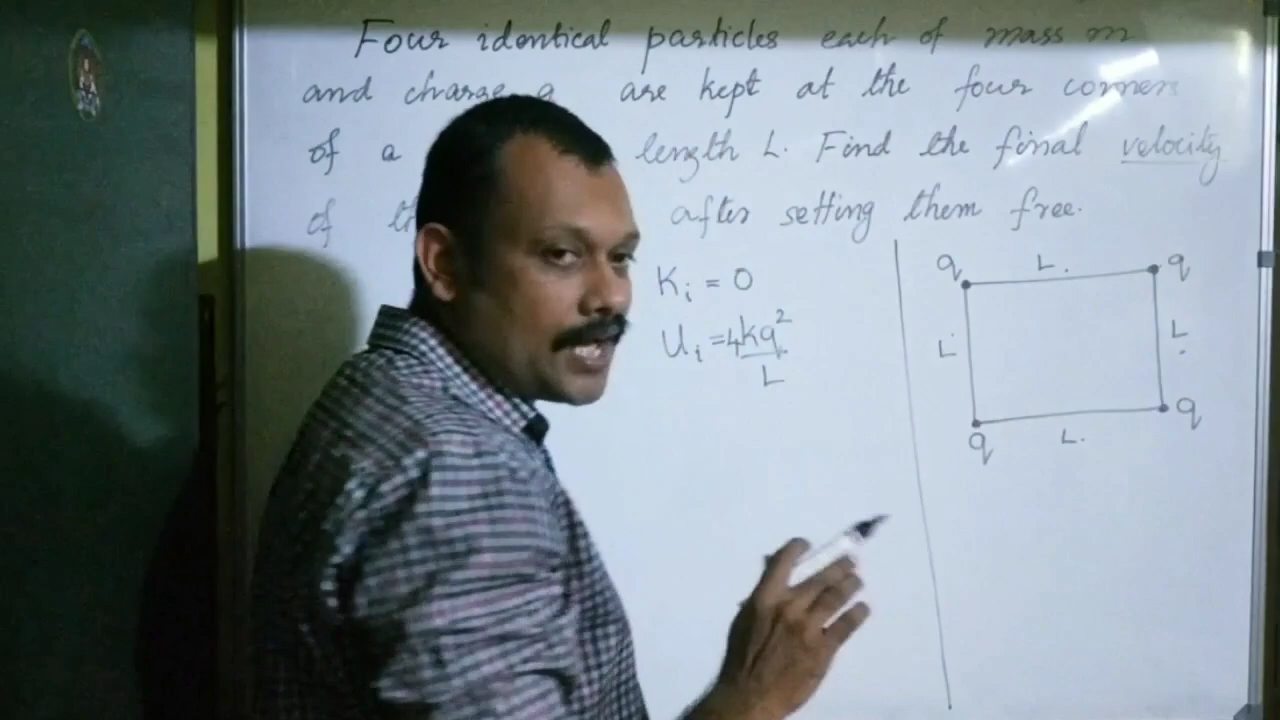 Four identical particles each of mass m
and charge q are kept at the four corners
of a length L. Find the final velocity
of after setting them free.
Ki = 0
Ui = 4kq²
L
q L. q
L L
q L. q